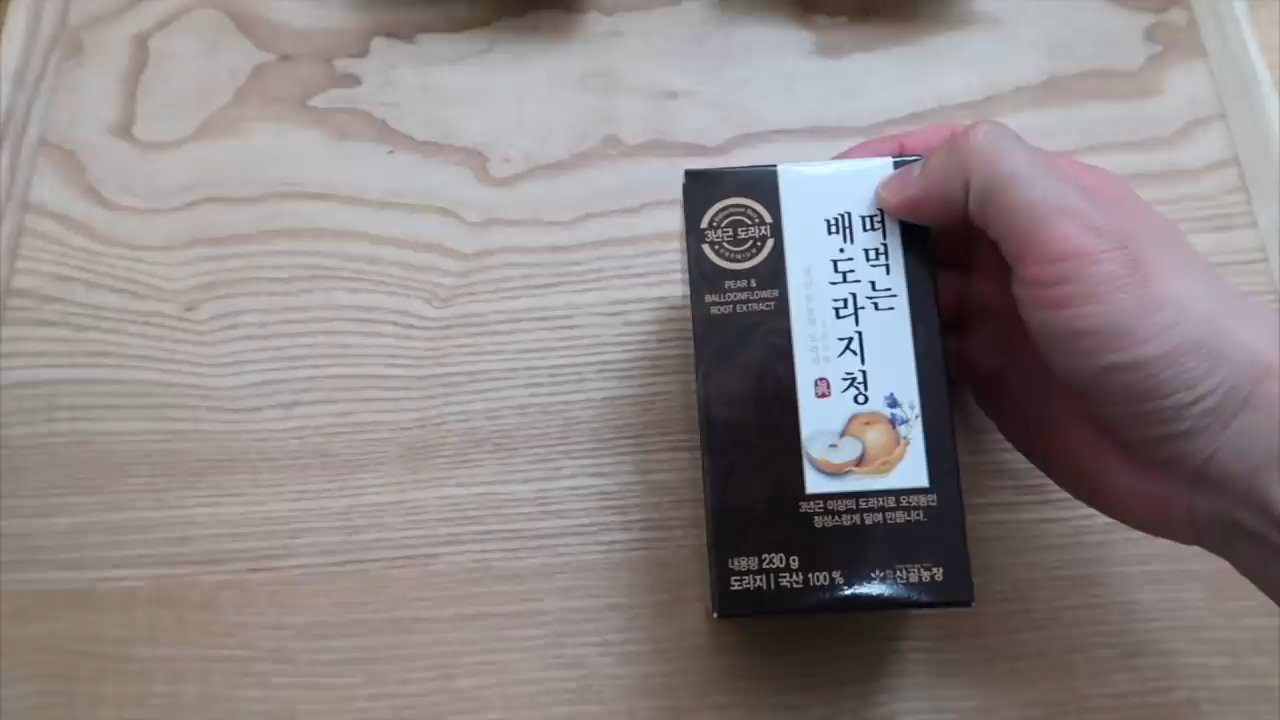 3년근 도라지
PREMIUM
PEAR &
BALLOONFLOWER
ROOT EXTRACT
떠먹는
배·도라지청
3년근 이상의 도라지로 오랫동안
정성스럽게 달여 만듭니다.
내용량 230 g
도라지 | 국산 100 %
산골농장